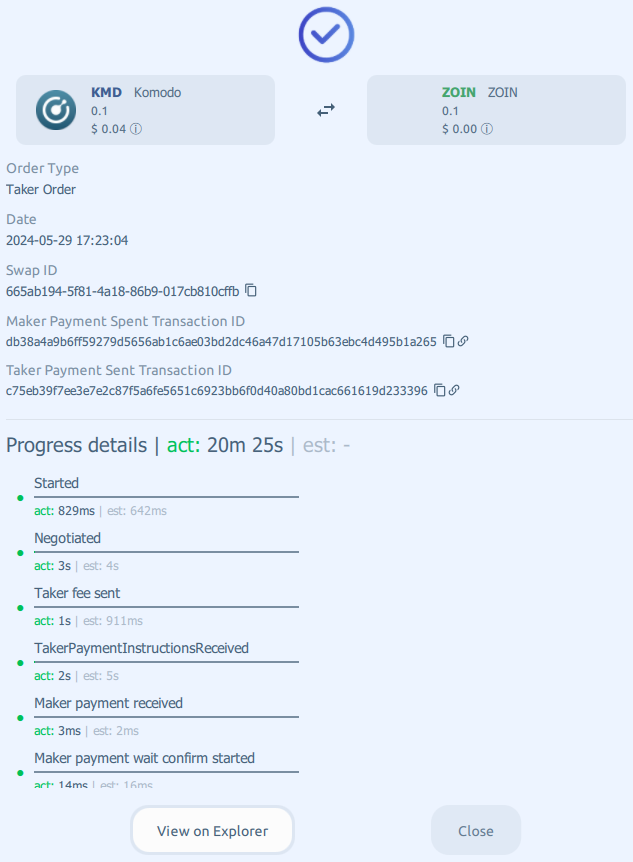 KMD Komodo
0.1
$ 0.04
ZOIN ZOIN
0.1
$ 0.00
Order Type
Taker Order
Date
2024-05-29 17:23:04
Swap ID
665ab194-5f81-4a18-86b9-017cb810cffb
Maker Payment Spent Transaction ID
db38a4a9b6ff59279d5656ab1c6ae03bd2dc46a47d17105b63ebc4d495b1a265
Taker Payment Sent Transaction ID
c75eb39f7ee3e7e2c87f5a6fe5651c6923bb6f0d40a80bd1cac661619d233396
Progress details | act: 20m 25s | est: -
Started
act: 829ms | est: 642ms
Negotiated
act: 3s | est: 4s
Taker fee sent
act: 1s | est: 911ms
TakerPaymentInstructionsReceived
act: 2s | est: 5s
Maker payment received
act: 3ms | est: 2ms
Maker payment wait confirm started
act: 14ms | est: 16ms
View on Explorer
Close